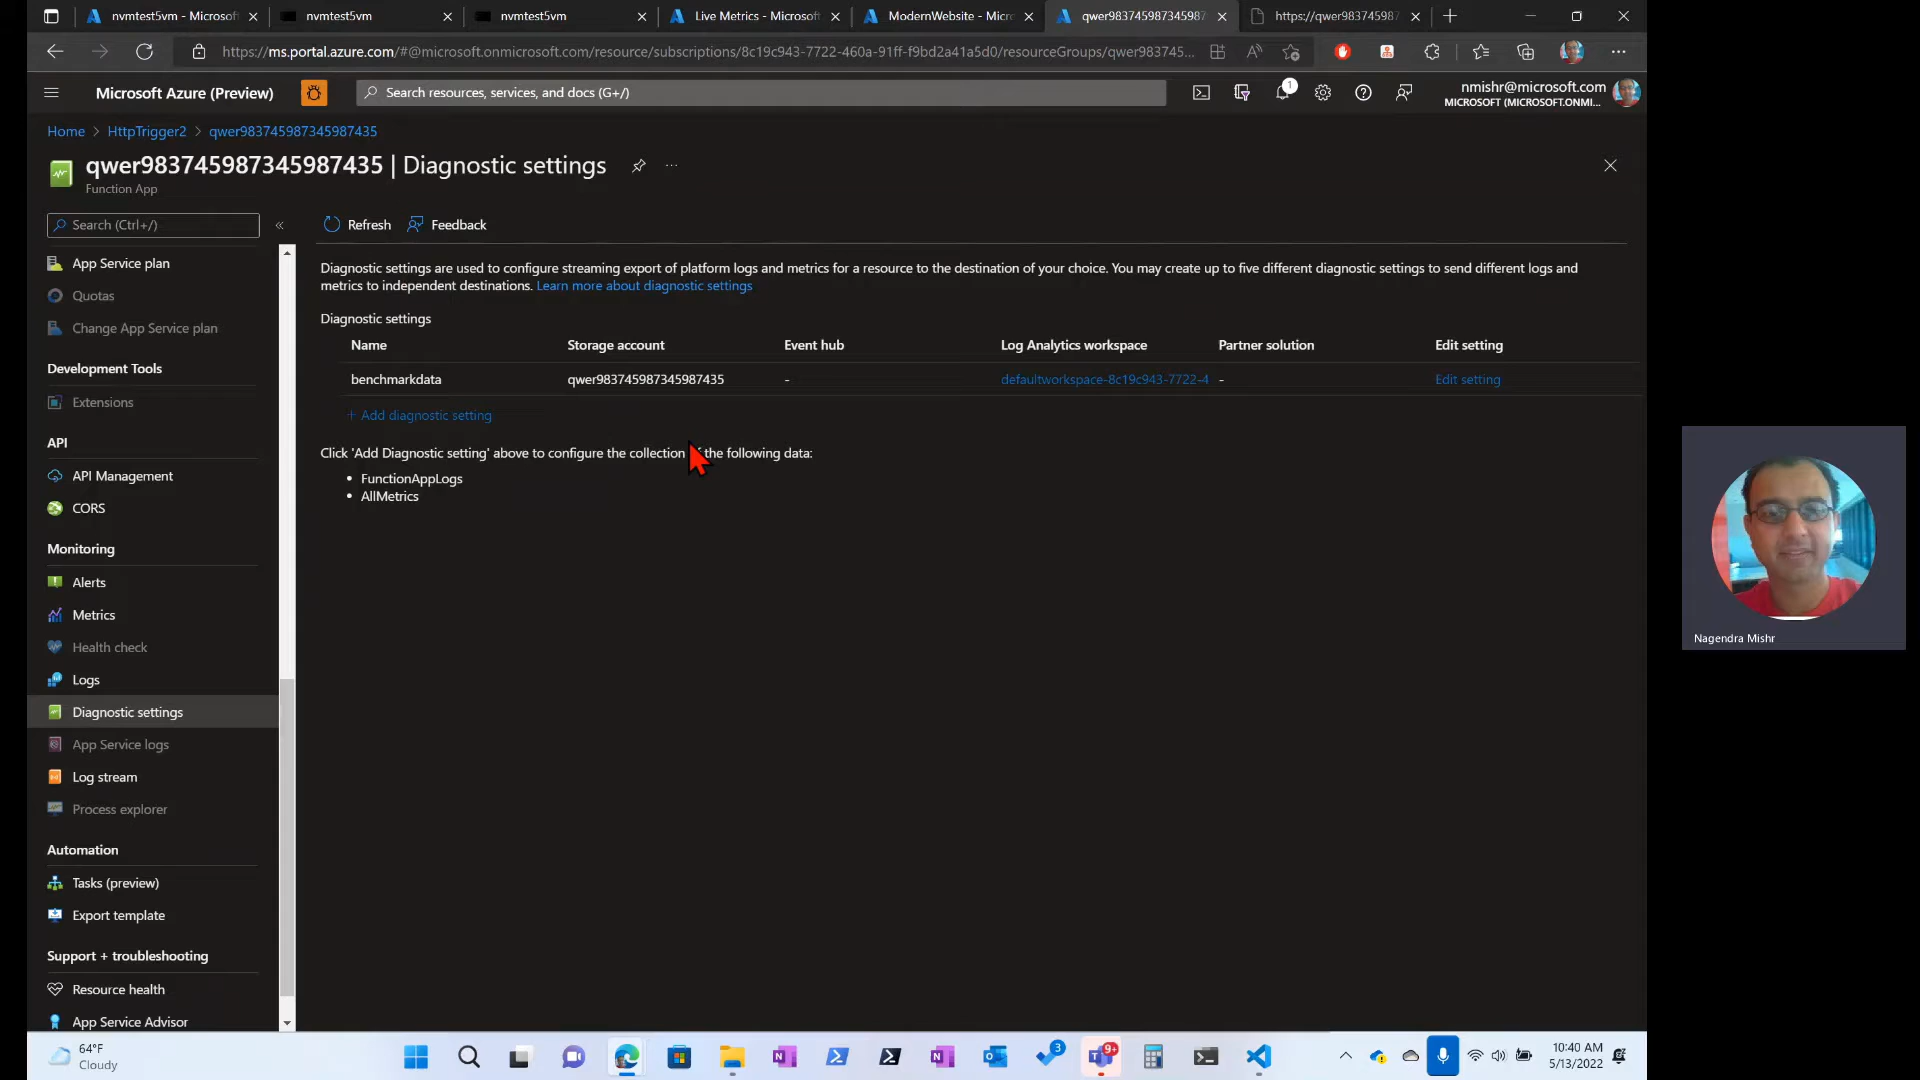 nvmtest5vm - Microsof
nvmtest5vm
nvmtest5vm
Live Metrics - Microsoft
ModernWebsite - Micr
qwer983745987345987
https://qwer98374598
https://ms.portal.azure.com/#@microsoft.onmicrosoft.com/resource/subscriptions/8c19c943-7722-460a-91ff-f9bd2a41a5d0/resourceGroups/qwer983745...
Microsoft Azure (Preview)
Search resources, services, and docs (G+/)
1
nmishr@microsoft.com
MICROSOFT (MICROSOFT.ONMI...
Home > HttpTrigger2 > qwer983745987345987435
qwer983745987345987435 | Diagnostic settings
Function App
Search (Ctrl+/)
«
App Service plan
Quotas
Change App Service plan
Development Tools
Extensions
API
API Management
CORS
Monitoring
Alerts
Metrics
Health check
Logs
Diagnostic settings
App Service logs
Log stream
Process explorer
Automation
Tasks (preview)
Export template
Support + troubleshooting
Resource health
App Service Advisor
Refresh
Feedback
Diagnostic settings are used to configure streaming export of platform logs and metrics for a resource to the destination of your choice. You may create up to five different diagnostic settings to send different logs and
metrics to independent destinations. Learn more about diagnostic settings
Diagnostic settings
Name Storage account Event hub Log Analytics workspace Partner solution Edit setting
benchmarkdata qwer983745987345987435 - defaultworkspace-8c19c943-7722-4 - Edit setting
+ Add diagnostic setting
Click 'Add Diagnostic setting' above to configure the collection the following data:
• FunctionAppLogs
• AllMetrics
Nagendra Mishr
64°F
Cloudy
3
9+
10:40 AM
5/13/2022